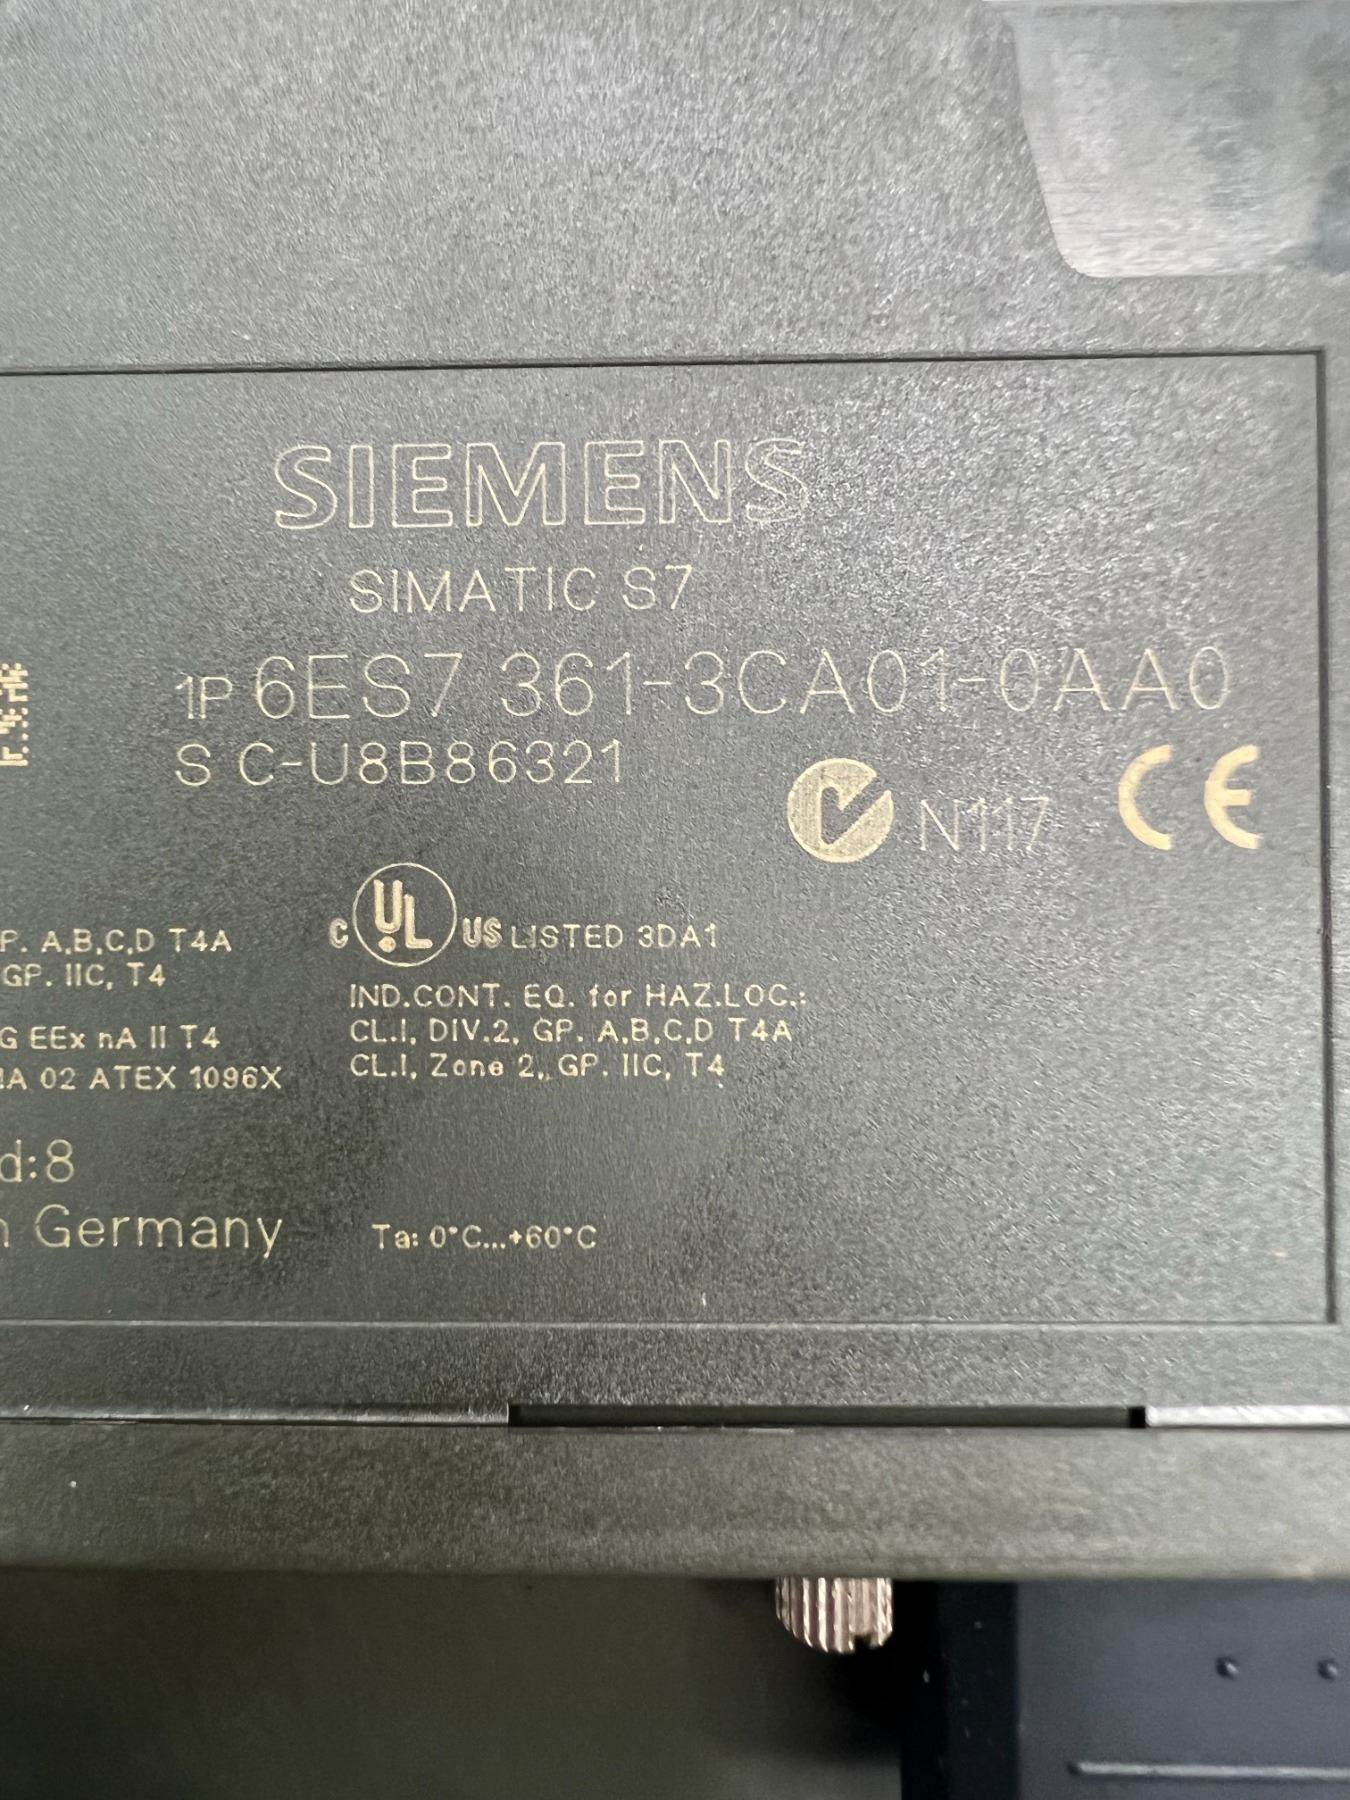 SIEMENS
SIMATIC S7
1P 6ES7 361-3CA01-0AA0
S C-U8B86321
N117 CE
C UL US LISTED 3DA1
P. A,B,C,D T4A
GP. IIC, T4
IND.CONT. EQ. for HAZ.LOC.:
CL.I, DIV.2, GP. A,B,C,D T4A
CL.I, Zone 2, GP. IIC, T4
G EEx nA II T4
A 02 ATEX 1096X
d:8
n Germany
Ta: 0°C...+60°C